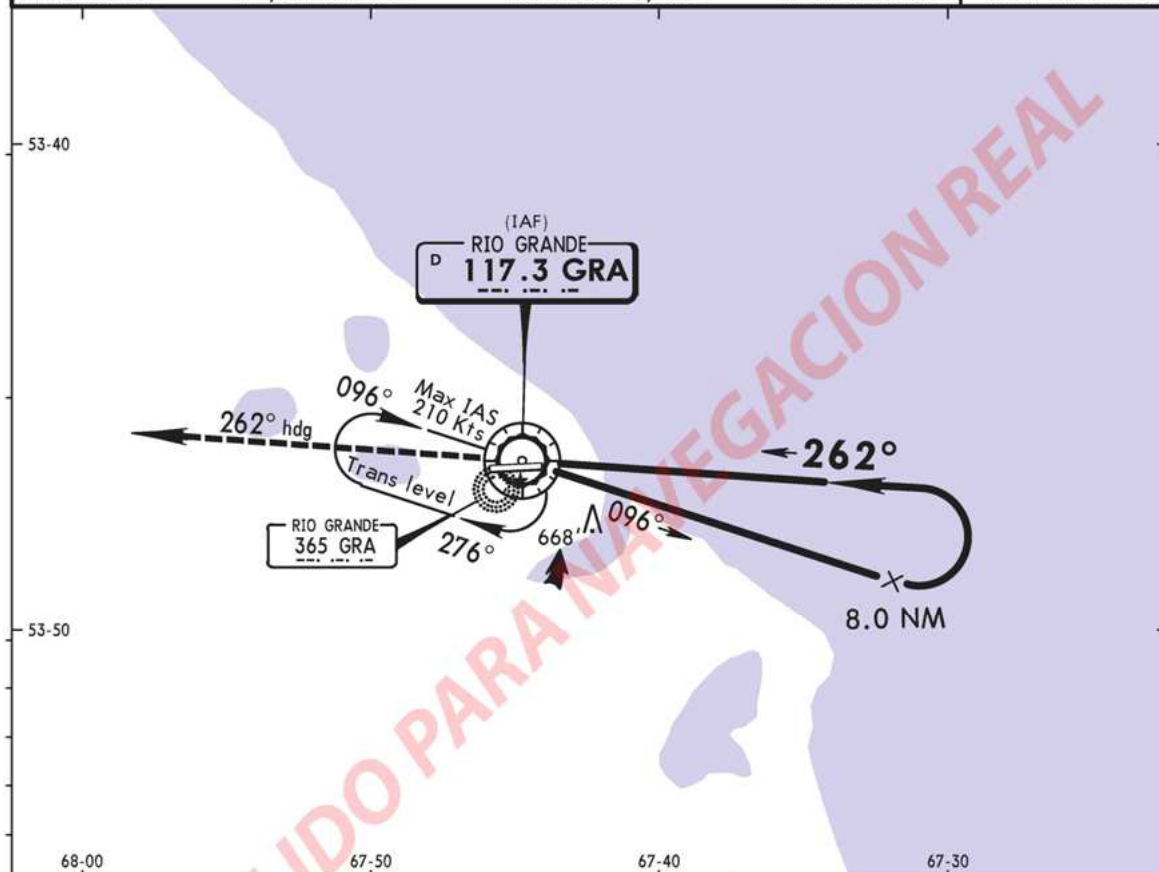 53-40
(IAF)
RIO GRANDE
D 117.3 GRA
096°
Max IAS
210 Kts
262° hdg
Trans level
262°
RIO GRANDE
365 GRA
276°
668'
096°
8.0 NM
53-50
68-00
67-50
67-40
67-30
LIDO PARA NAVEGACION REAL